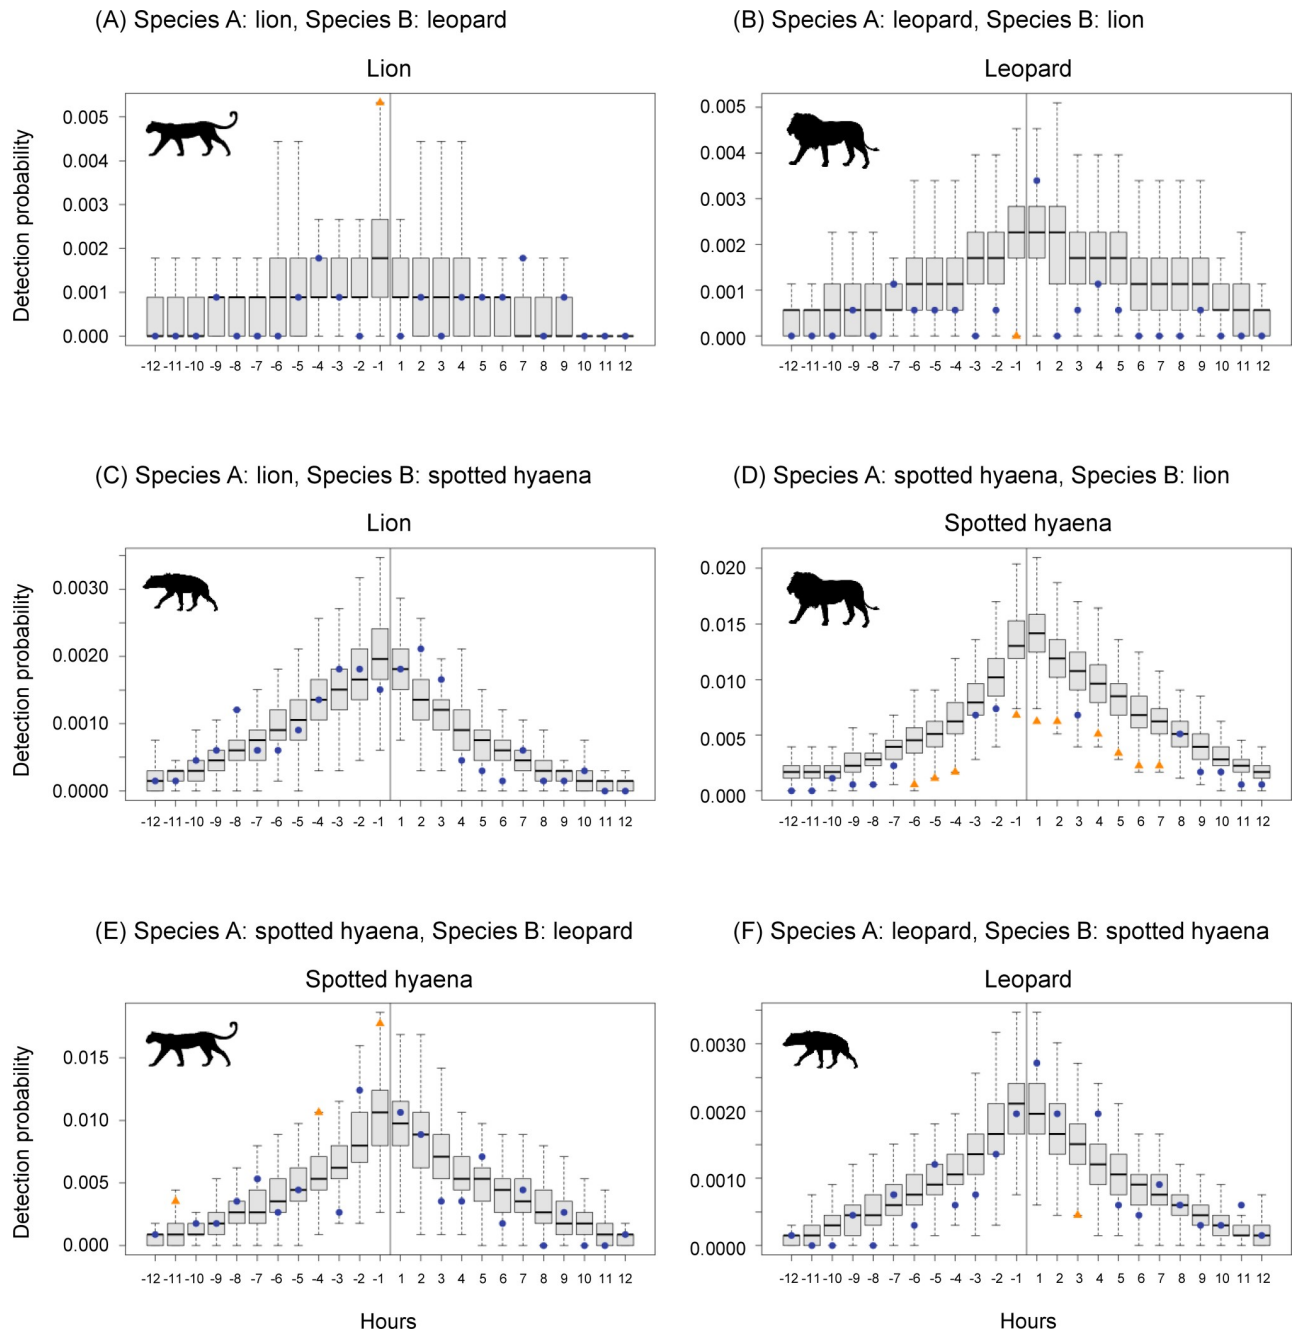 (A) Species A: lion, Species B: leopard
Lion
Detection probability
0.005
0.004
0.003
0.002
0.001
0.000
-12 -11 -10 -9 -8 -7 -6 -5 -4 -3 -2 -1 1 2 3 4 5 6 7 8 9 10 11 12
(B) Species A: leopard, Species B: lion
Leopard
0.005
0.004
0.003
0.002
0.001
0.000
-12 -11 -10 -9 -8 -7 -6 -5 -4 -3 -2 -1 1 2 3 4 5 6 7 8 9 10 11 12
(C) Species A: lion, Species B: spotted hyaena
Lion
Detection probability
0.0030
0.0020
0.0010
0.0000
-12 -11 -10 -9 -8 -7 -6 -5 -4 -3 -2 -1 1 2 3 4 5 6 7 8 9 10 11 12
(D) Species A: spotted hyaena, Species B: lion
Spotted hyaena
0.020
0.015
0.010
0.005
0.000
-12 -11 -10 -9 -8 -7 -6 -5 -4 -3 -2 -1 1 2 3 4 5 6 7 8 9 10 11 12
(E) Species A: spotted hyaena, Species B: leopard
Spotted hyaena
Detection probability
0.015
0.010
0.005
0.000
-12 -11 -10 -9 -8 -7 -6 -5 -4 -3 -2 -1 1 2 3 4 5 6 7 8 9 10 11 12
Hours
(F) Species A: leopard, Species B: spotted hyaena
Leopard
0.0030
0.0020
0.0010
0.0000
-12 -11 -10 -9 -8 -7 -6 -5 -4 -3 -2 -1 1 2 3 4 5 6 7 8 9 10 11 12
Hours